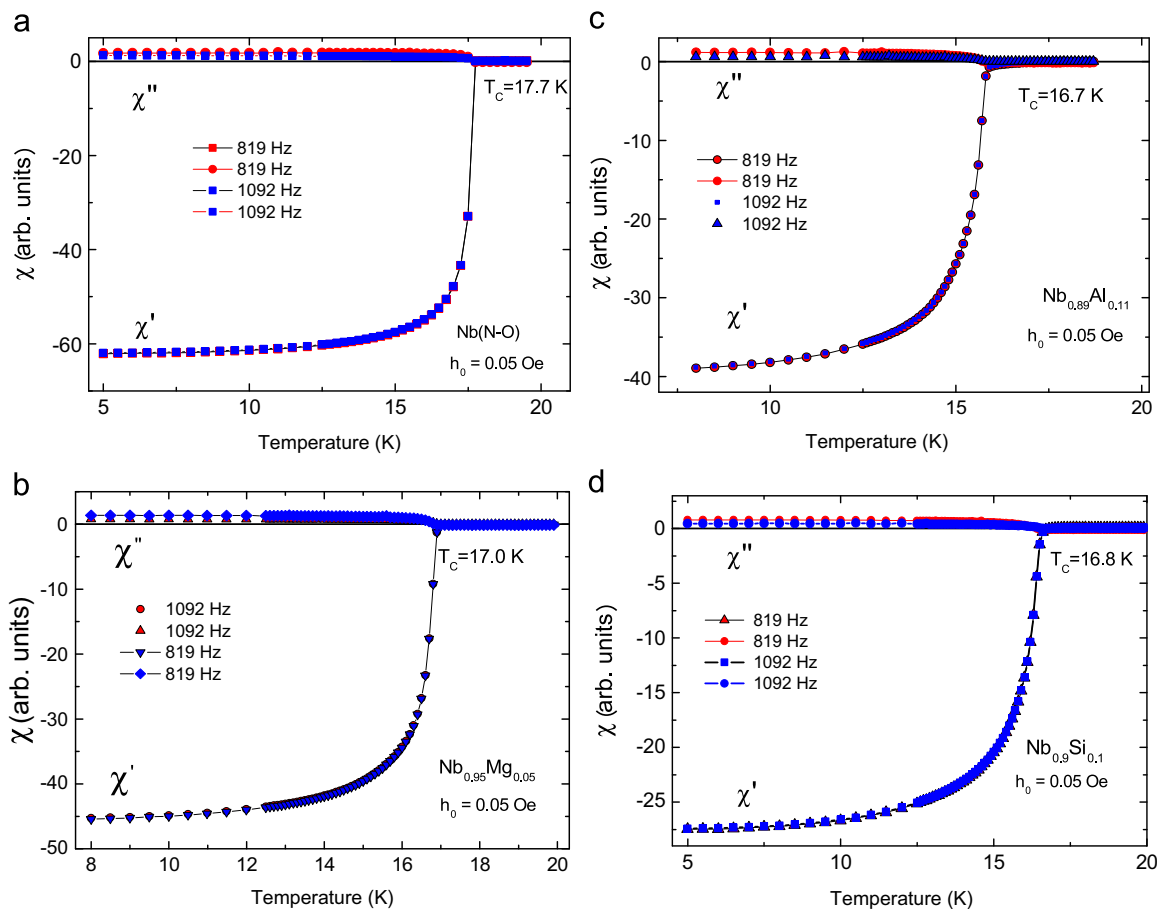 a
0
-20
-40
-60
5
10
15
20
χ (arb. units)
Temperature (K)
χ"
T_C=17.7 K
819 Hz
819 Hz
1092 Hz
1092 Hz
χ'
Nb(N-O)
h_0 = 0.05 Oe
c
0
-10
-20
-30
-40
10
15
20
χ (arb. units)
Temperature (K)
χ"
T_C=16.7 K
819 Hz
819 Hz
1092 Hz
1092 Hz
χ'
Nb_0.89Al_0.11
h_0 = 0.05 Oe
b
0
-10
-20
-30
-40
-50
8
10
12
14
16
18
20
χ (arb. units)
Temperature (K)
χ"
T_C=17.0 K
1092 Hz
1092 Hz
819 Hz
819 Hz
χ'
Nb_0.95Mg_0.05
h_0 = 0.05 Oe
d
0
-5
-10
-15
-20
-25
5
10
15
20
χ (arb. units)
Temperature (K)
χ"
T_C=16.8 K
819 Hz
819 Hz
1092 Hz
1092 Hz
χ'
Nb_0.9Si_0.1
h_0 = 0.05 Oe